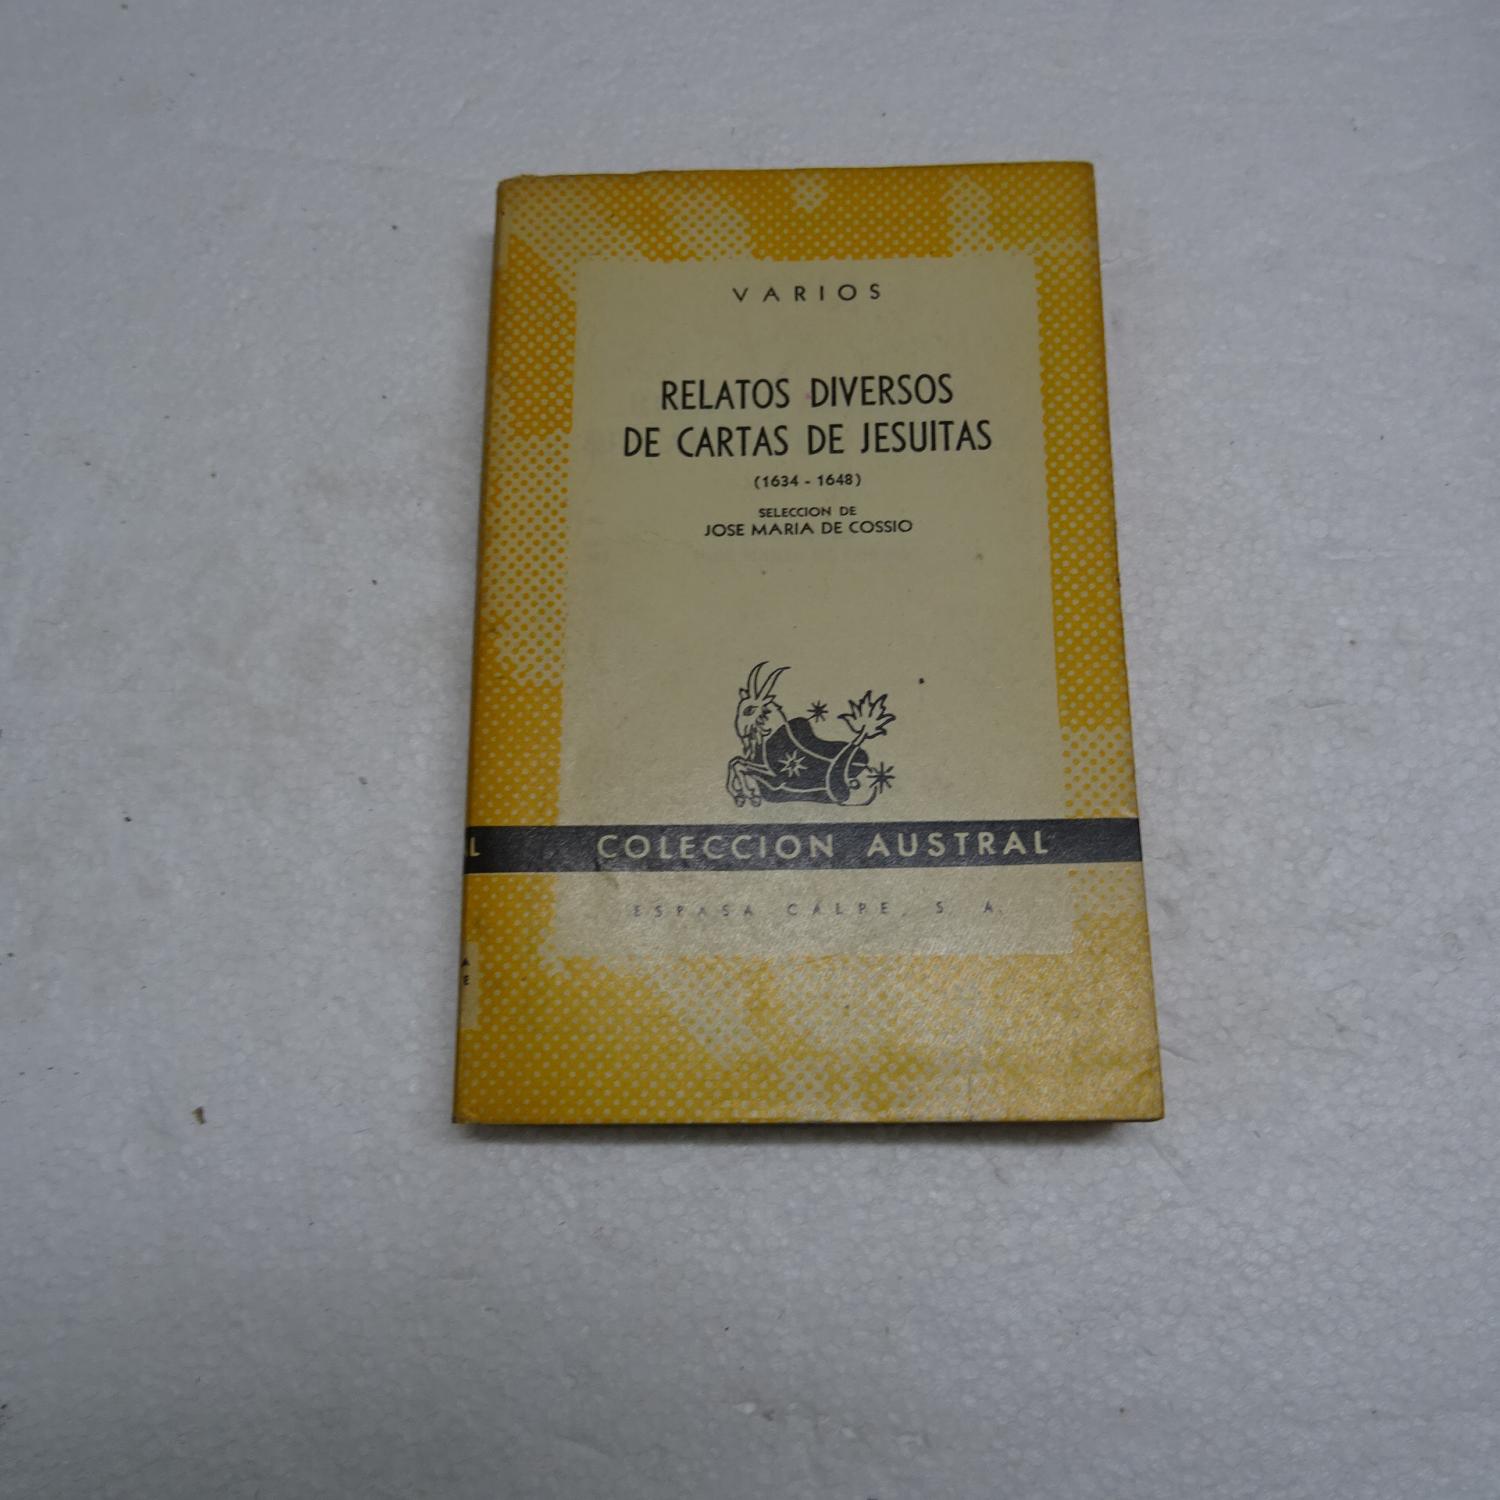 VARIOS
RELATOS DIVERSOS
DE CARTAS DE JESUITAS
(1634 - 1648)
SELECCION DE
JOSE MARIA DE COSSIO
COLECCION AUSTRAL
ESPASA CALPE, S. A.
L
A
E